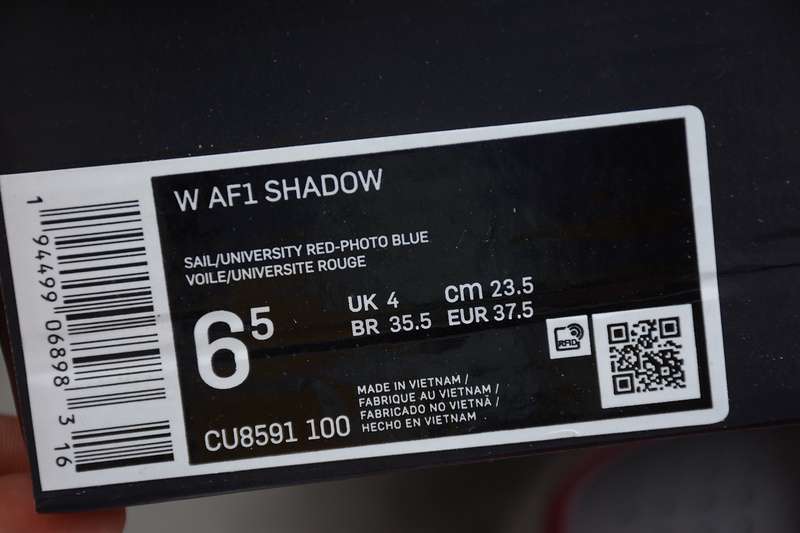 W AF1 SHADOW
SAIL/UNIVERSITY RED-PHOTO BLUE
VOILE/UNIVERSITE ROUGE
6 5
UK 4 cm 23.5
BR 35.5 EUR 37.5
RFID
CU8591 100
MADE IN VIETNAM /
FABRIQUE AU VIETNAM /
FABRICADO NO VIETNÃ /
HECHO EN VIETNAM
1 94499 06898 3 16